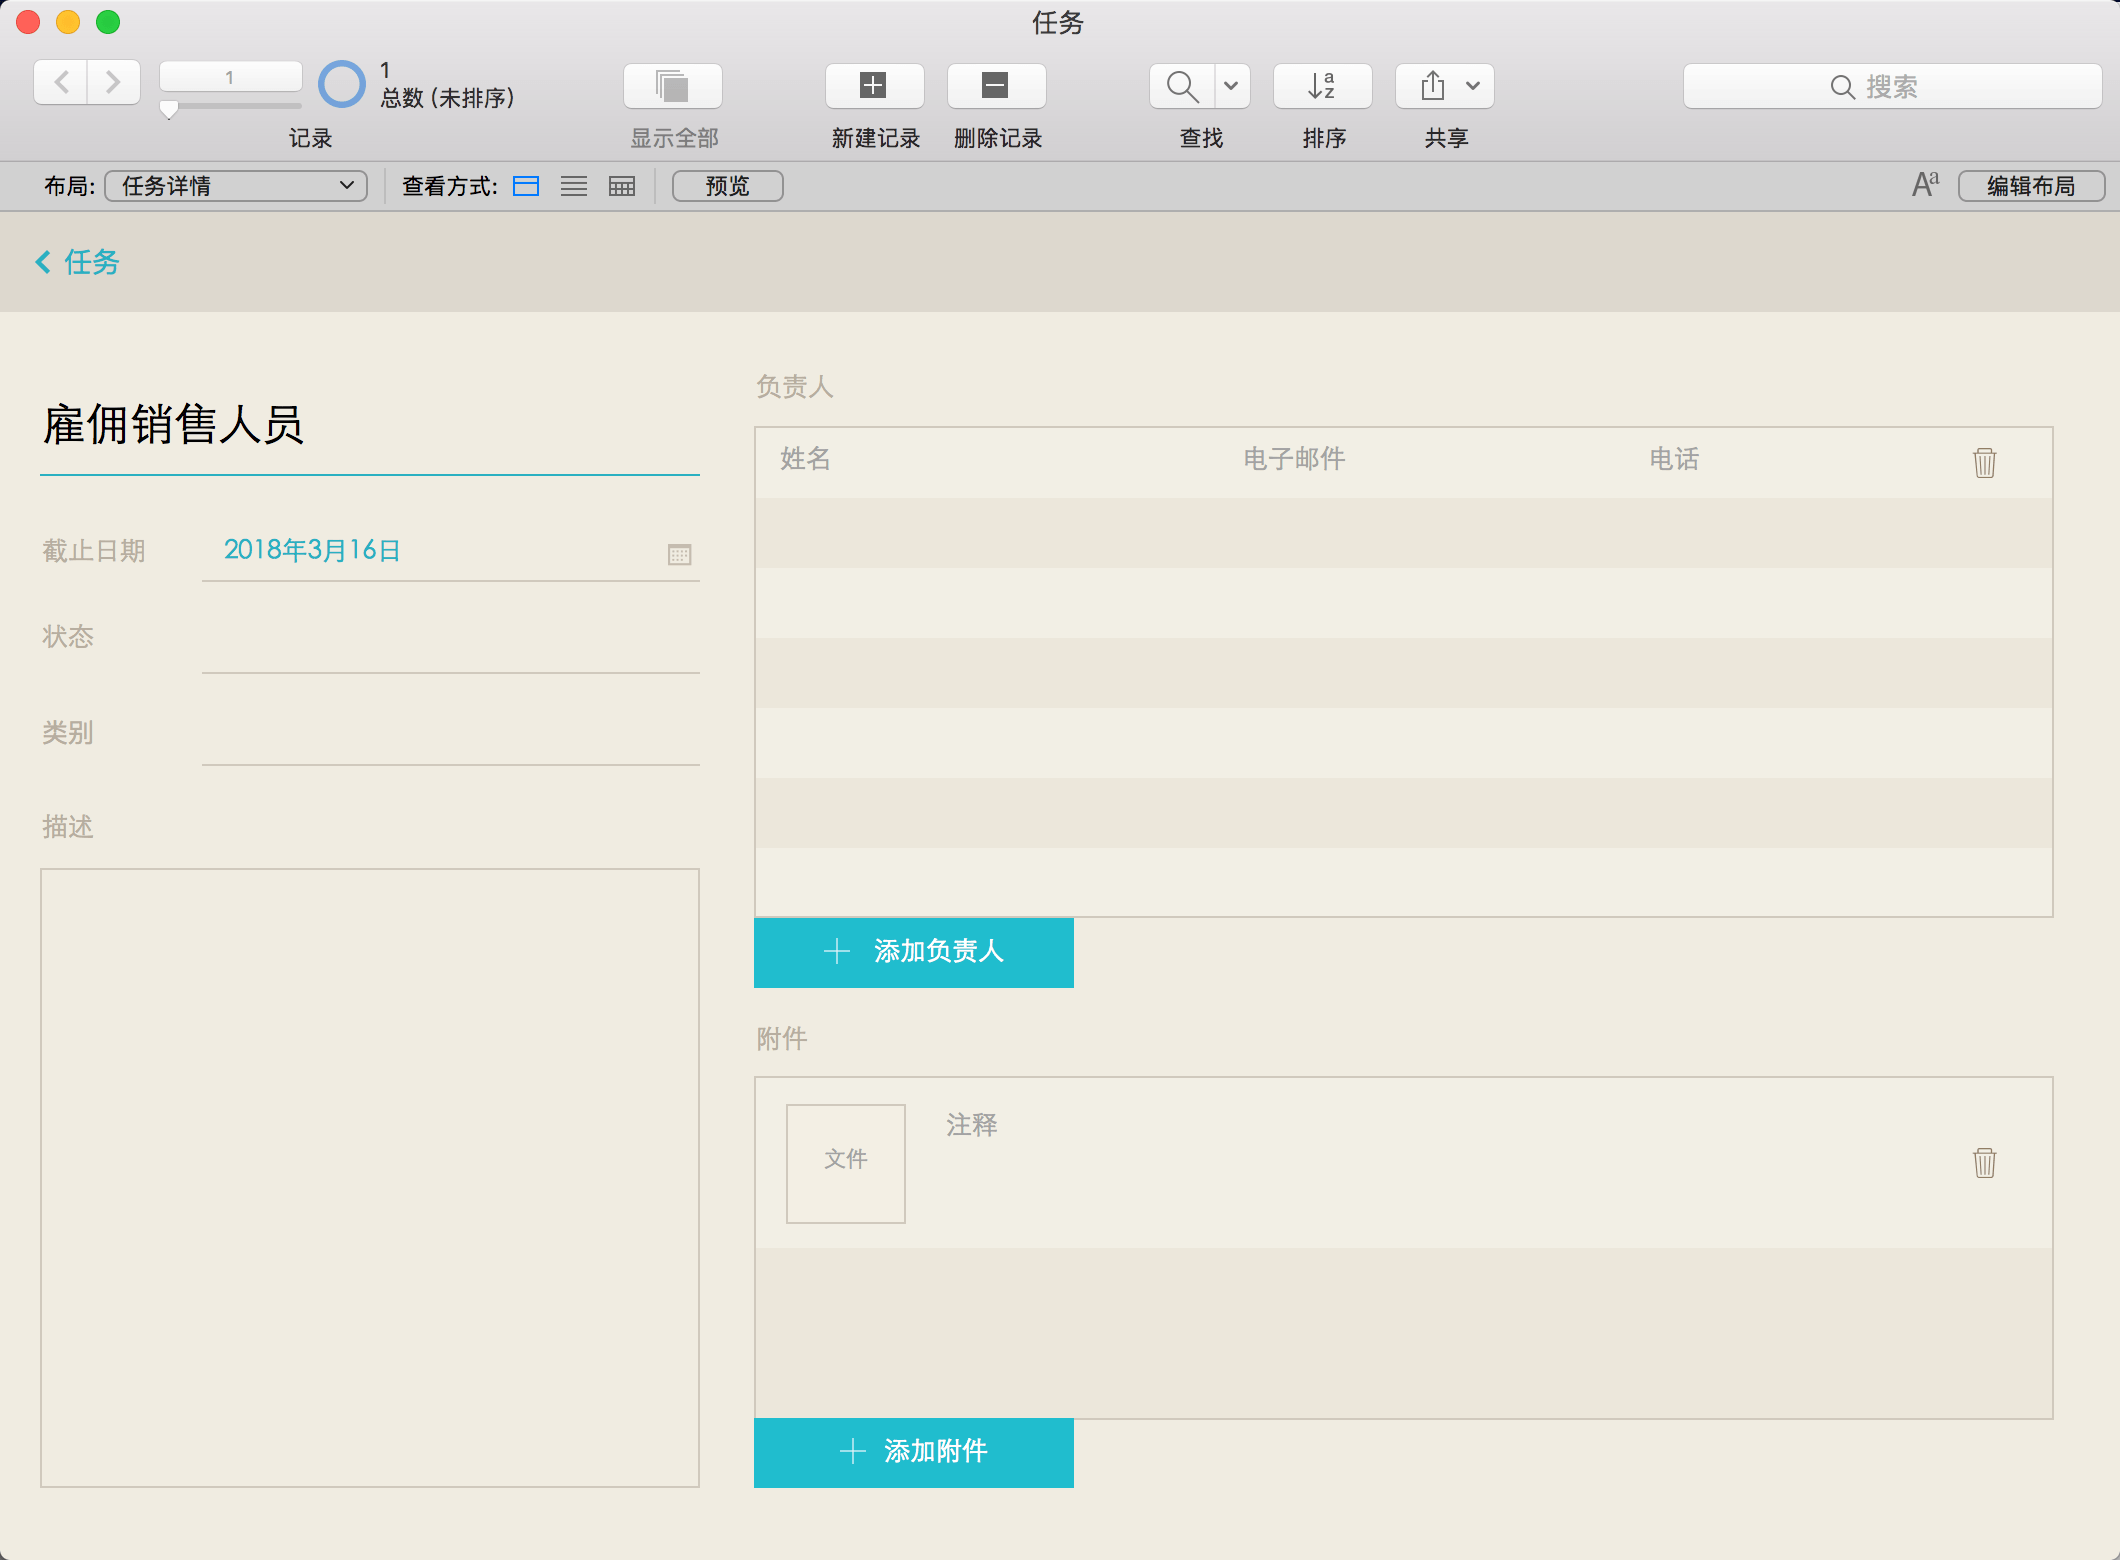 任务
1
1
总数 (未排序)
记录
显示全部
新建记录
删除记录
查找
排序
共享
搜索
布局:
任务详情
查看方式:
预览
Aa
编辑布局
任务
雇佣销售人员
截止日期
2018年3月16日
状态
类别
描述
负责人
姓名
电子邮件
电话
添加负责人
附件
文件
注释
添加附件